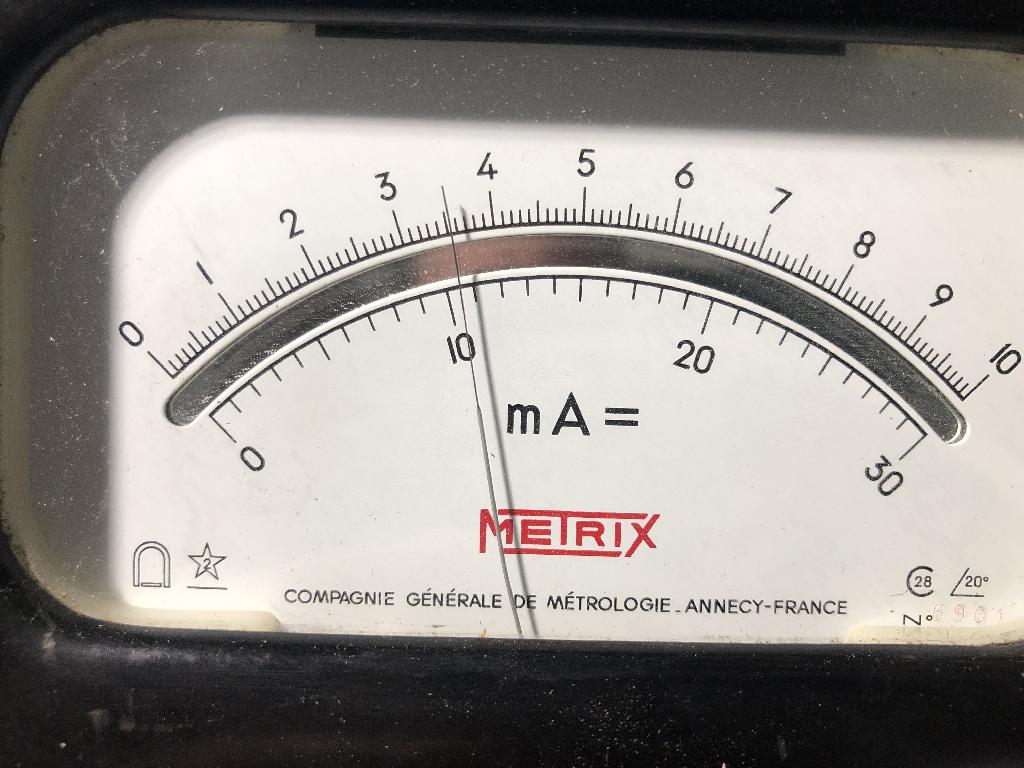 0 1 2 3 4 5 6 7 8 9 10
0 10 20 30
mA=
METRIX
2
28 20°
COMPAGNIE GÉNÉRALE DE MÉTROLOGIE_ANNECY-FRANCE
N° 6901